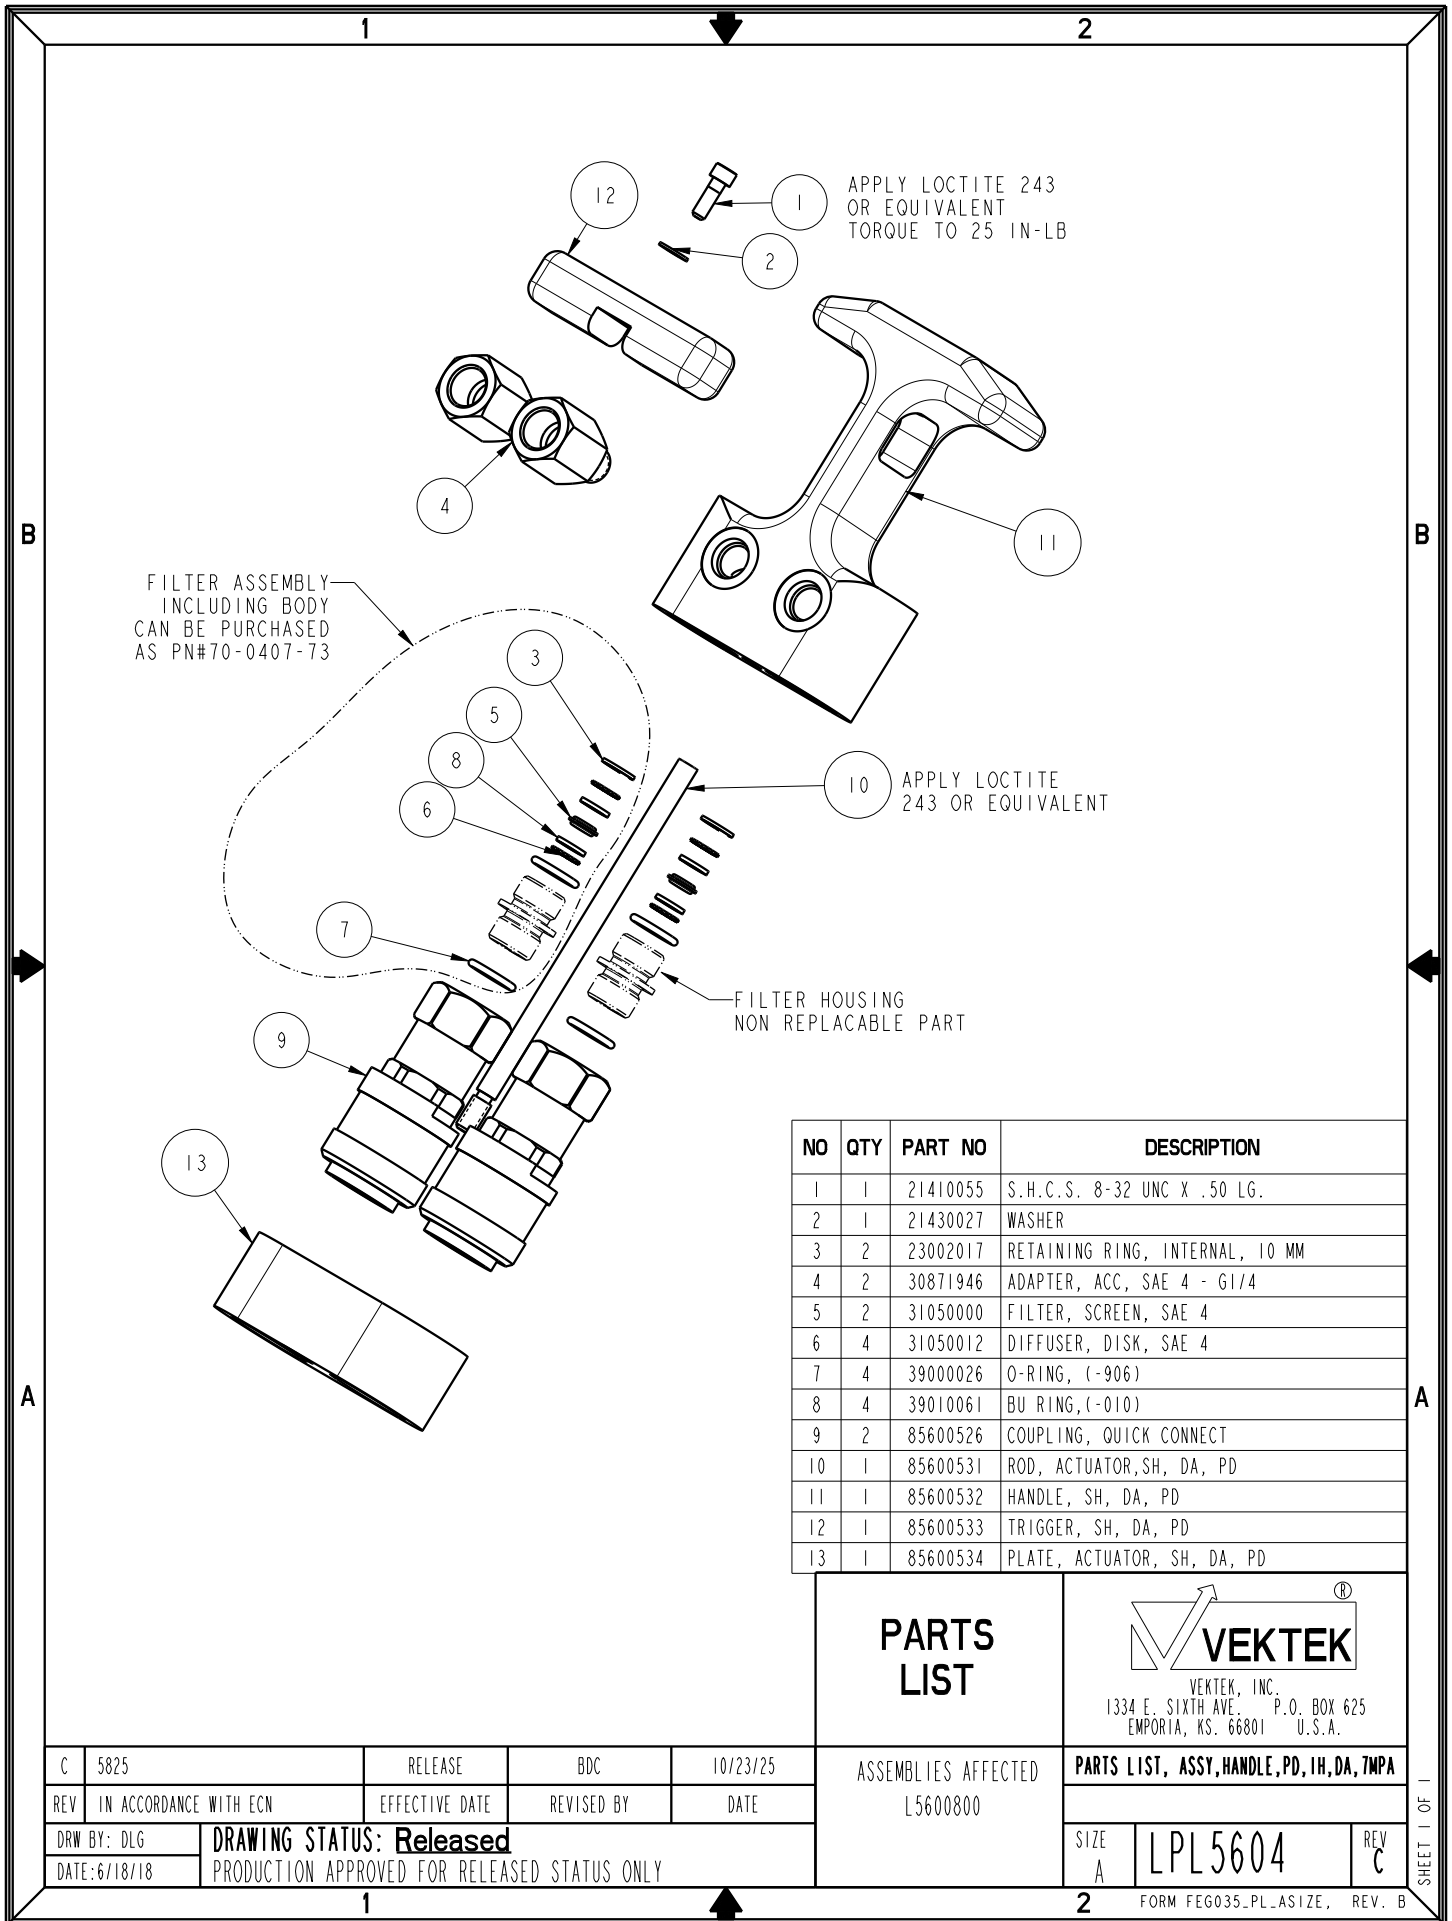 1 2
12
1
APPLY LOCTITE 243
OR EQUIVALENT
TORQUE TO 25 IN-LB
2
4
11
B B
FILTER ASSEMBLY
INCLUDING BODY
CAN BE PURCHASED
AS PN#70-0407-73
3
5
8
6
10
APPLY LOCTITE
243 OR EQUIVALENT
7
FILTER HOUSING
NON REPLACABLE PART
9
13
A A
NO QTY PART NO DESCRIPTION
1 1 21410055 S.H.C.S. 8-32 UNC X .50 LG.
2 1 21430027 WASHER
3 2 23002017 RETAINING RING, INTERNAL, 10 MM
4 2 30871946 ADAPTER, ACC, SAE 4 - G1/4
5 2 31050000 FILTER, SCREEN, SAE 4
6 4 31050012 DIFFUSER, DISK, SAE 4
7 4 39000026 O-RING, (-906)
8 4 39010061 BU RING,(-010)
9 2 85600526 COUPLING, QUICK CONNECT
10 1 85600531 ROD, ACTUATOR,SH, DA, PD
11 1 85600532 HANDLE, SH, DA, PD
12 1 85600533 TRIGGER, SH, DA, PD
13 1 85600534 PLATE, ACTUATOR, SH, DA, PD
PARTS
LIST
®
VEKTEK
VEKTEK, INC.
1334 E. SIXTH AVE. P.O. BOX 625
EMPORIA, KS. 66801 U.S.A.
C 5825 RELEASE BDC 10/23/25
REV IN ACCORDANCE WITH ECN EFFECTIVE DATE REVISED BY DATE
DRW BY: DLG
DATE:6/18/18
DRAWING STATUS: Released
PRODUCTION APPROVED FOR RELEASED STATUS ONLY
ASSEMBLIES AFFECTED
L5600800
PARTS LIST, ASSY,HANDLE,PD,1H,DA,7MPA
SIZE
A
LPL5604
REV
C
SHEET 1 OF 1
1 2
FORM FEG035_PL_ASIZE, REV. B